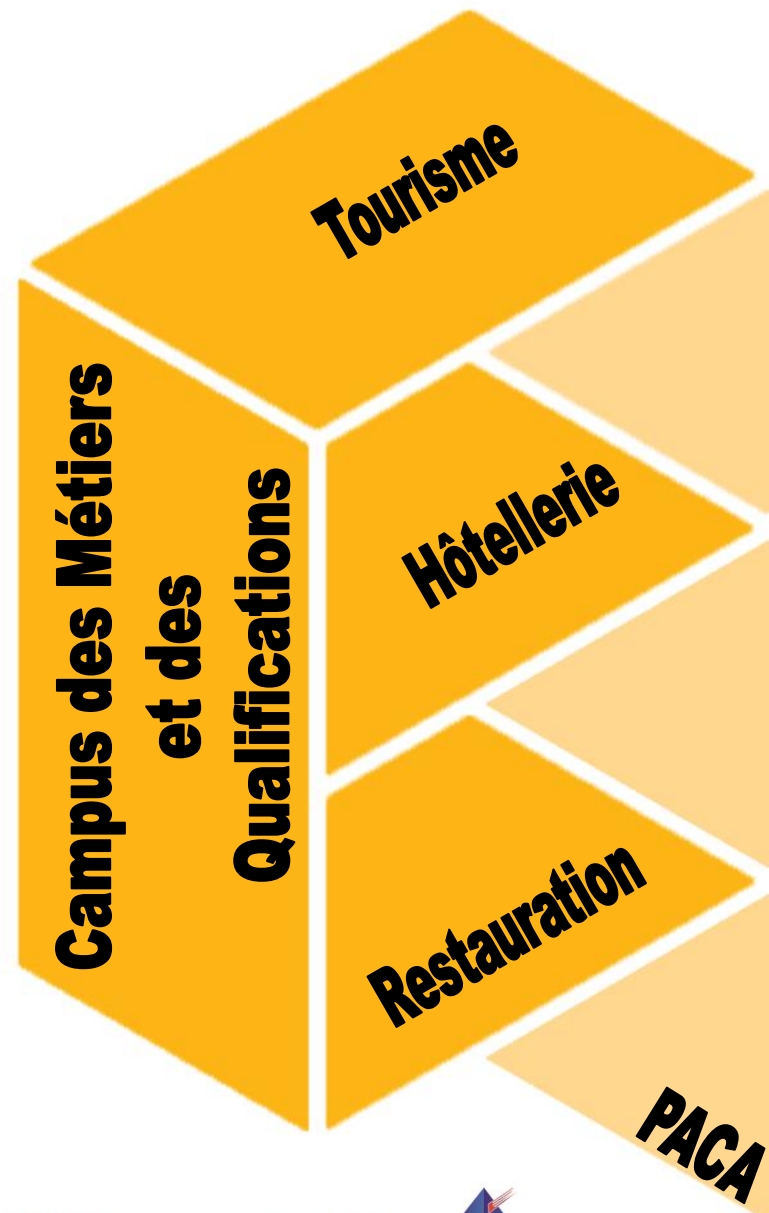 Tourisme
Campus des Métiers
et des
Qualifications
Hôtellerie
Restauration
PACA